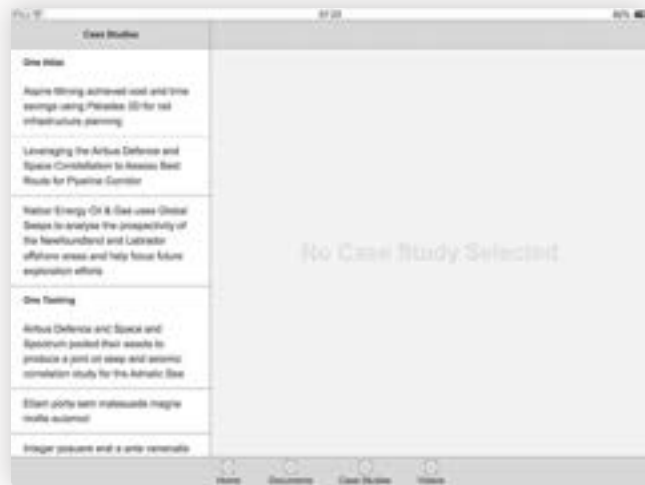 iPad
07:23
Case Studies
One Atlas
Aspire Mining achieved cost and time
savings using Pléiades 3D for rail
infrastructure planning
Leveraging the Airbus Defence and
Space Constellation to Assess Best
Route for Pipeline Corridor
Nalcor Energy Oil & Gas uses Global
Seeps to analyse the prospectivity of
the Newfoundland and Labrador
offshore areas and help focus future
exploration efforts
One Tasking
Airbus Defence and Space and
Spectrum pooled their assets to
produce a joint oil seep and seismic
correlation study for the Adriatic Sea
Etiam porta sem malesuada magna
mollis euismod
Integer posuere erat a ante venenatis
No Case Study Selected
Home
Documents
Case Studies
Videos